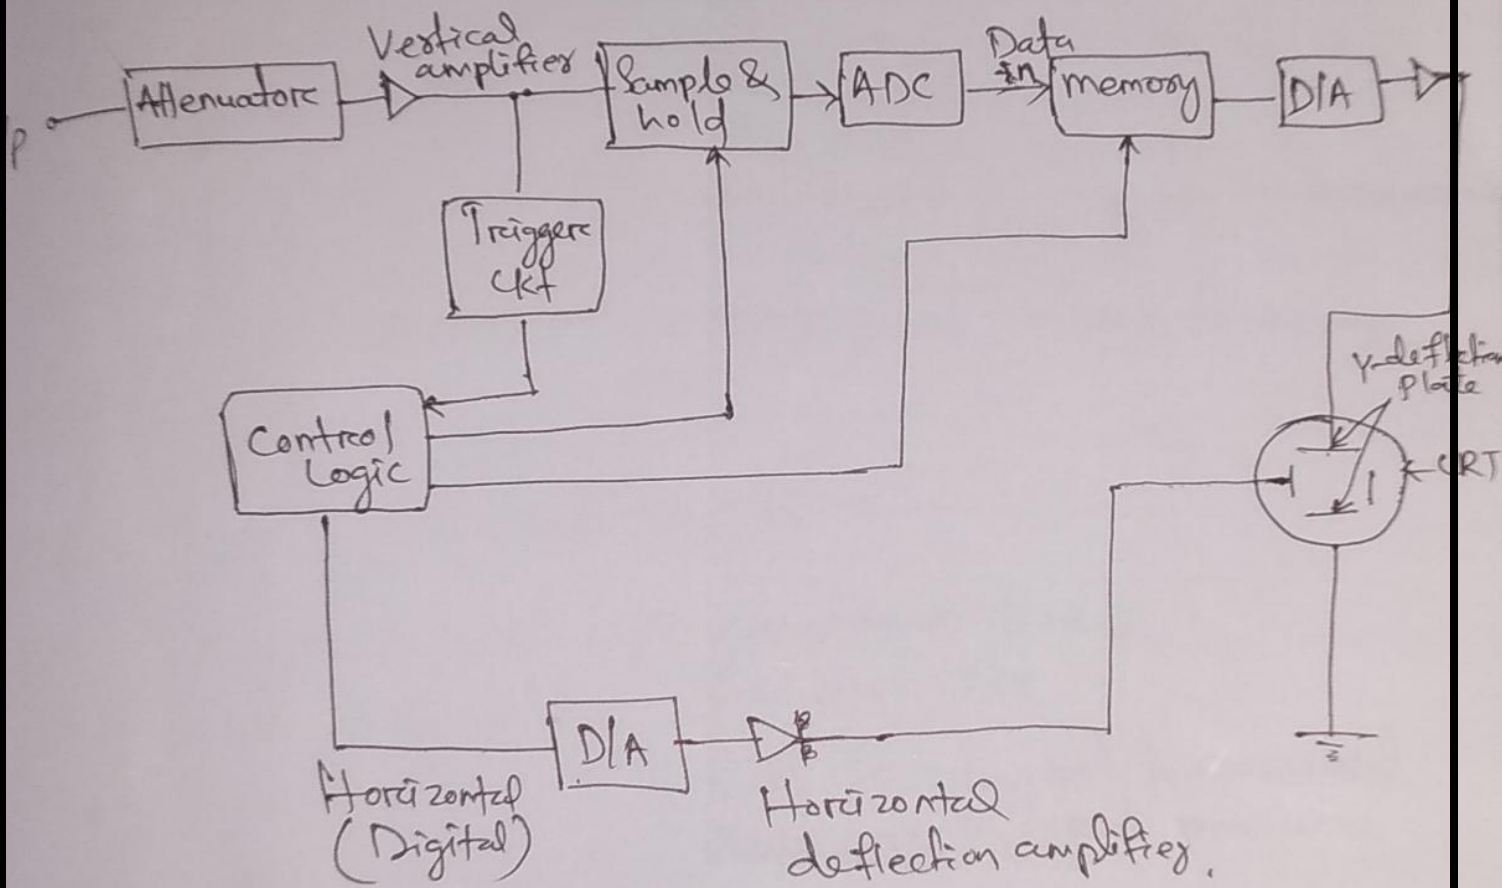 p
Attenuator
Vertical
amplifier
Sample &
hold
ADC
Data
in
memory
D/A
Trigger
ckt
Control
Logic
Y-deflection
Plate
CRT
D/A
Horizontal
(Digital)
Horizontal
deflection amplifier.